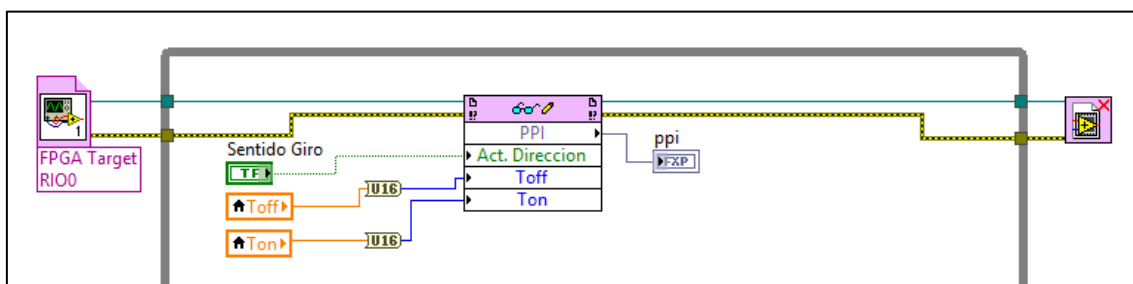 1
FPGA Target
RIO0
Sentido Giro
TF
Toff
Ton
U16
U16
PPI
Act. Direccion
Toff
Ton
ppi
FXP